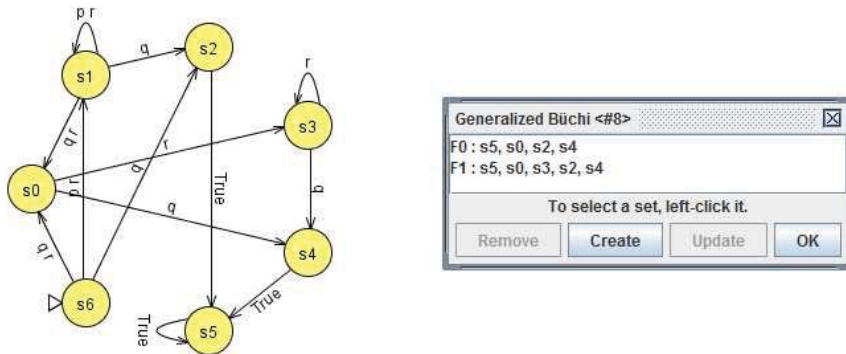 p r
s1
q
s2
r
s3
q r
r
p r
q
True
q
s0
q
q r
s4
s6
True
True
s5
Generalized Büchi <#8>
F0 : s5, s0, s2, s4
F1 : s5, s0, s3, s2, s4
To select a set, left-click it.
Remove Create Update OK